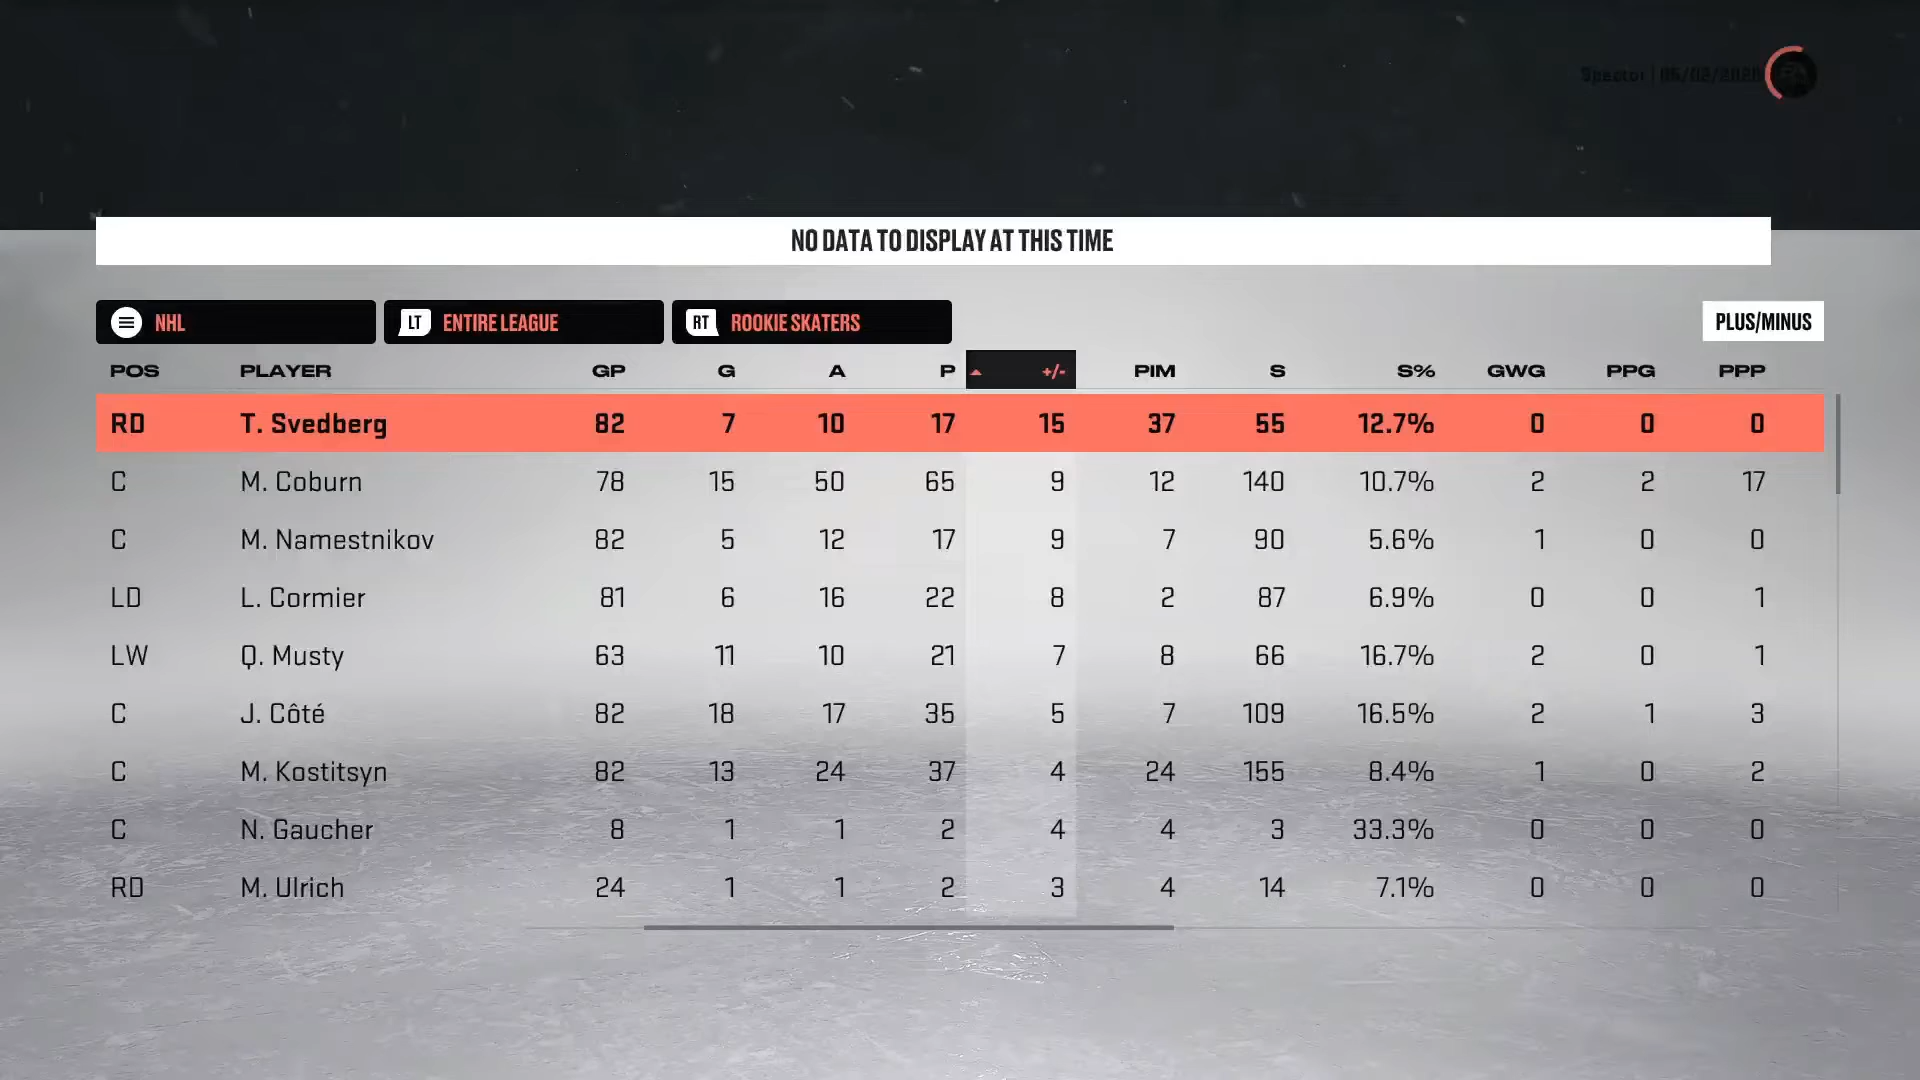 Spector | 05/02/2028
NO DATA TO DISPLAY AT THIS TIME
NHL LT ENTIRE LEAGUE RT ROOKIE SKATERS PLUS/MINUS
POS PLAYER GP G A P +/- PIM S S% GWG PPG PPP
RD T. Svedberg 82 7 10 17 15 37 55 12.7% 0 0 0
C M. Coburn 78 15 50 65 9 12 140 10.7% 2 2 17
C M. Namestnikov 82 5 12 17 9 7 90 5.6% 1 0 0
LD L. Cormier 81 6 16 22 8 2 87 6.9% 0 0 1
LW Q. Musty 63 11 10 21 7 8 66 16.7% 2 0 1
C J. Côté 82 18 17 35 5 7 109 16.5% 2 1 3
C M. Kostitsyn 82 13 24 37 4 24 155 8.4% 1 0 2
C N. Gaucher 8 1 1 2 4 4 3 33.3% 0 0 0
RD M. Ulrich 24 1 1 2 3 4 14 7.1% 0 0 0